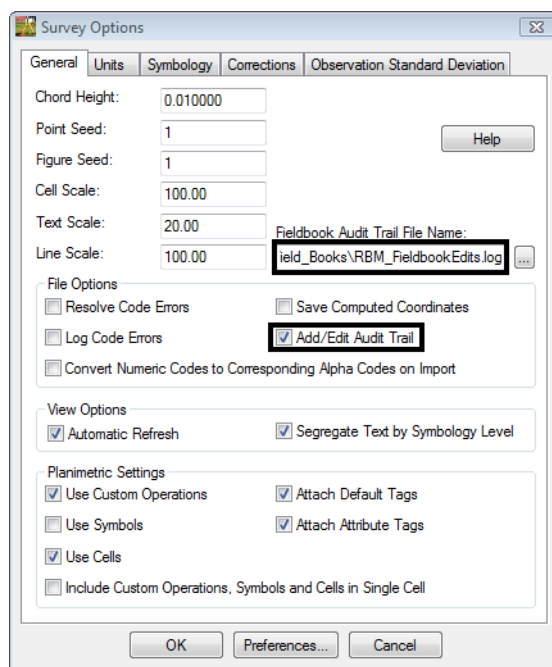 Survey Options
General Units Symbology Corrections Observation Standard Deviation
Chord Height: 0.010000
Point Seed: 1
Help
Figure Seed: 1
Cell Scale: 100.00
Text Scale: 20.00
Fieldbook Audit Trail File Name:
Line Scale: 100.00 ield_Books\RBM_FieldbookEdits.log ...
File Options
Resolve Code Errors Save Computed Coordinates
Log Code Errors Add/Edit Audit Trail
Convert Numeric Codes to Corresponding Alpha Codes on Import
View Options
Automatic Refresh Segregate Text by Symbology Level
Planimetric Settings
Use Custom Operations Attach Default Tags
Use Symbols Attach Attribute Tags
Use Cells
Include Custom Operations, Symbols and Cells in Single Cell
OK Preferences... Cancel